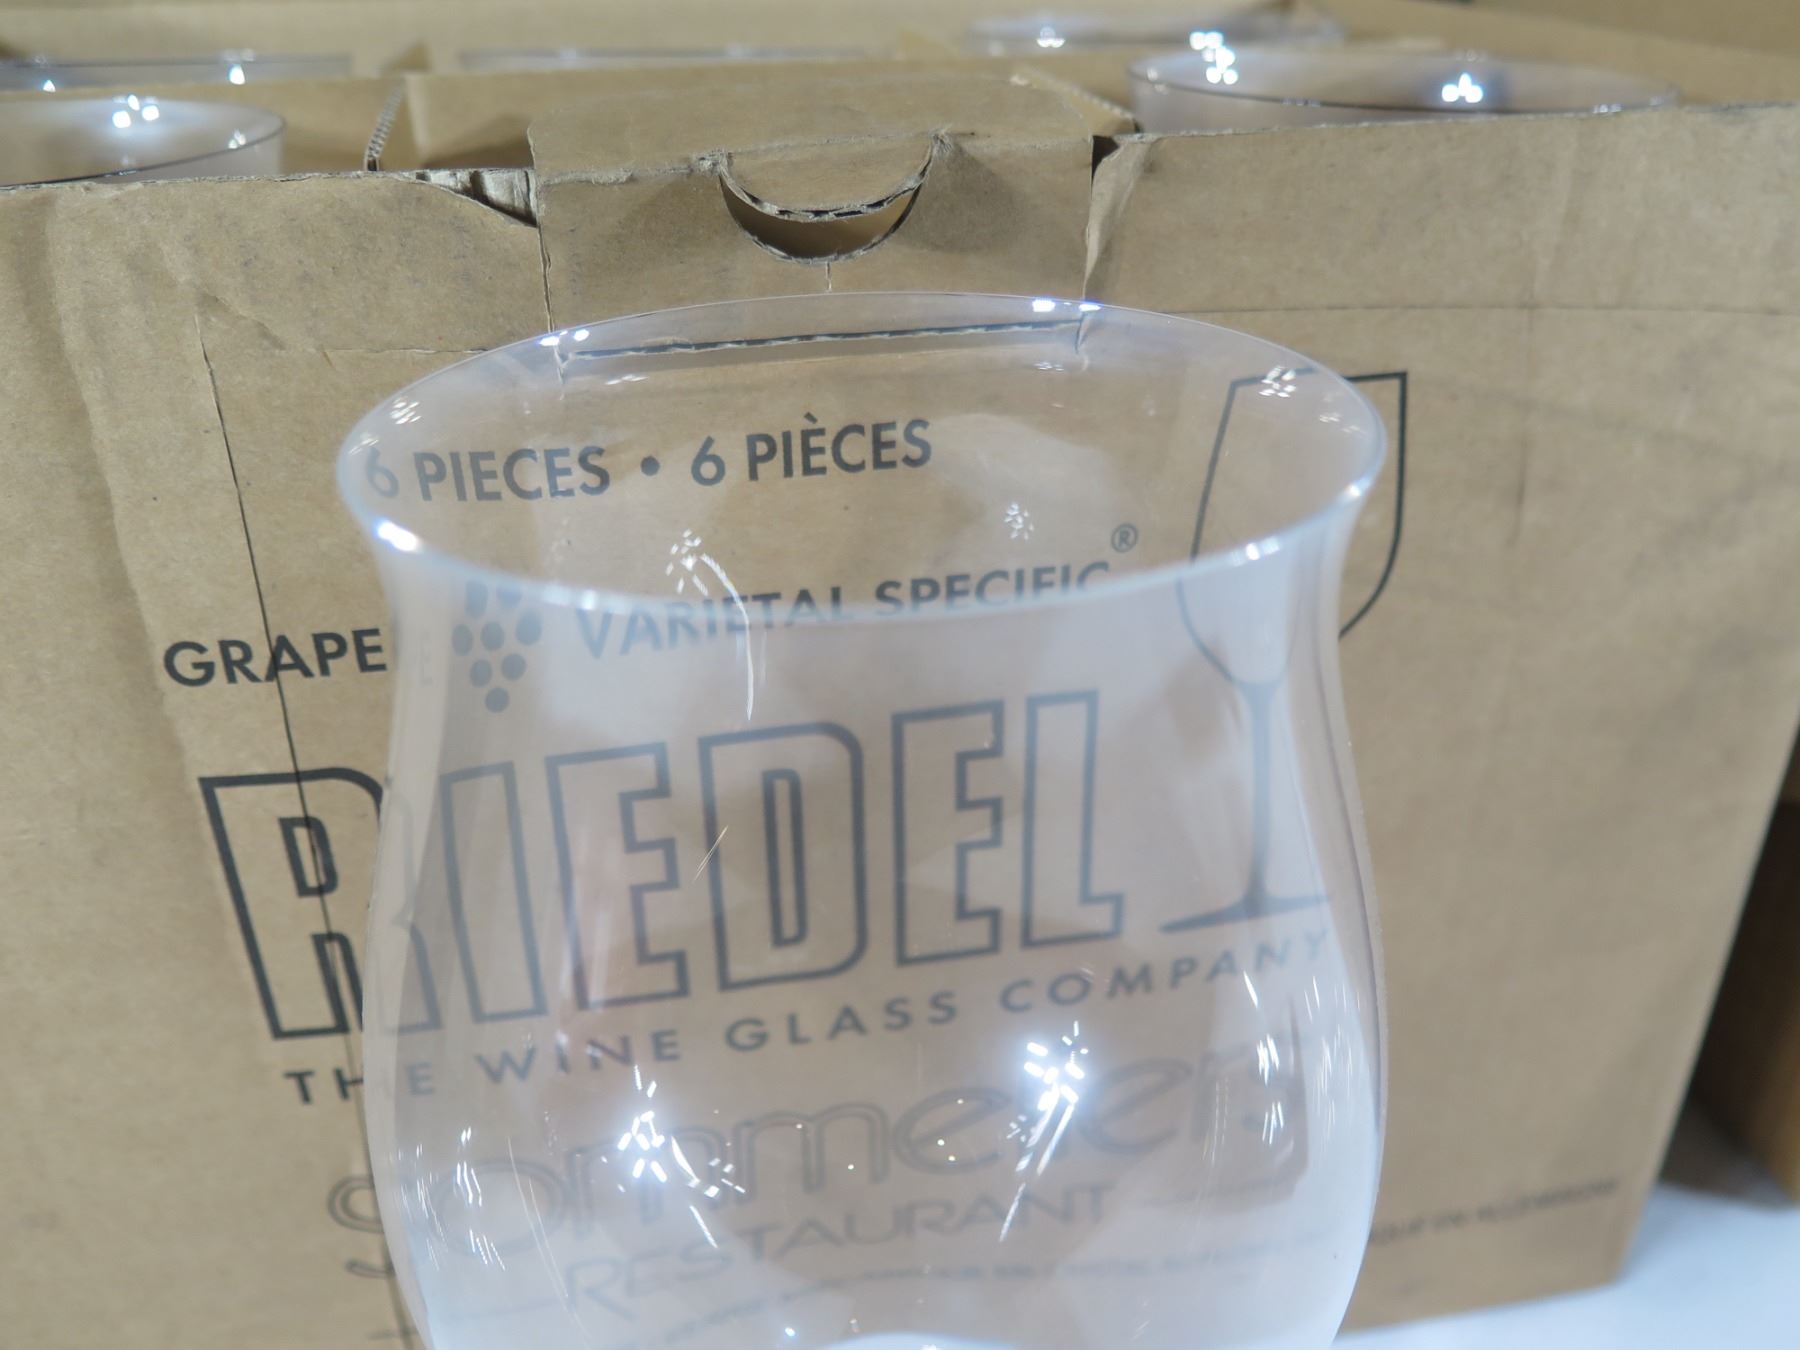 6 PIECES • 6 PIÈCES
GRAPE VARIETAL SPECIFIC®
RIEDEL
THE WINE GLASS COMPANY
sommeliers
RESTAURANT